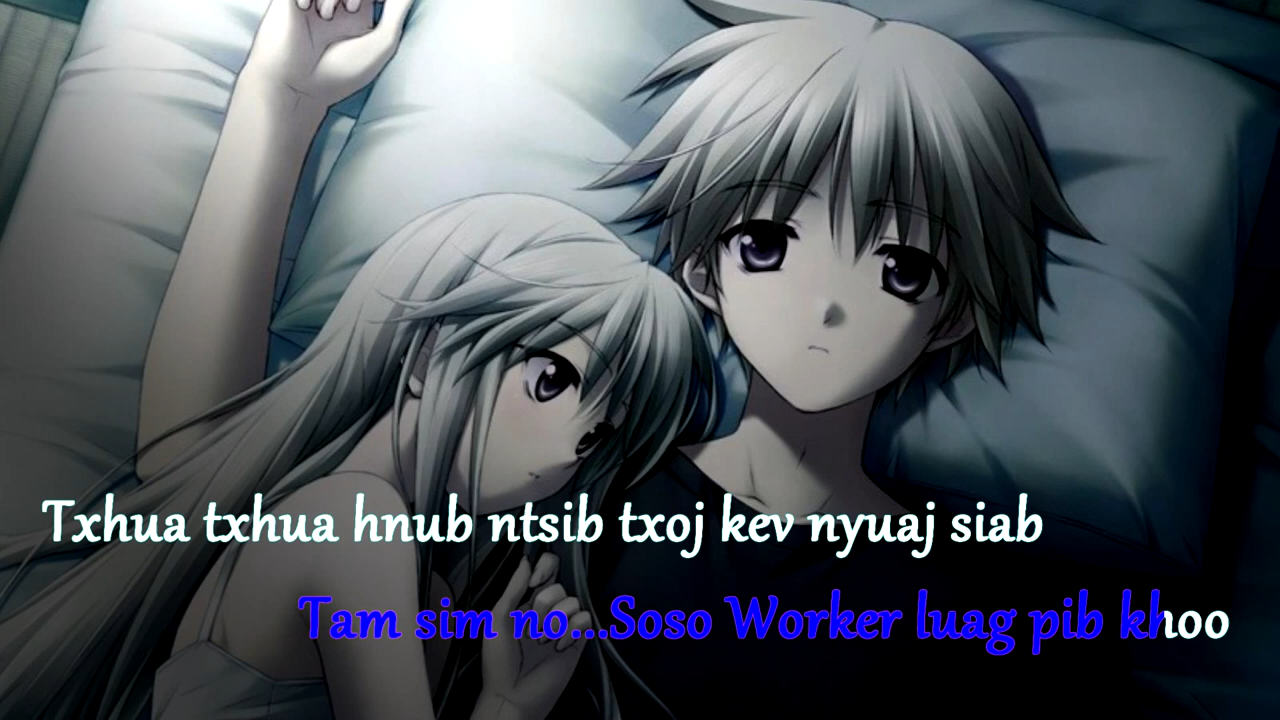 Txhua txhua hnub ntsib txoj kev nyuaj siab
Tam sim no...Soso Worker luag pib khoo